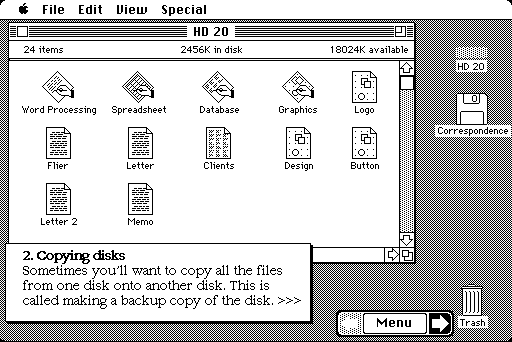 File Edit View Special
HD 20
24 items 2456K in disk 18024K available
Word Processing Spreadsheet Database Graphics Logo
Flier Letter Clients Design Button
Letter 2 Memo
HD 20
Correspondence
2. Copying disks
Sometimes you'll want to copy all the files
from one disk onto another disk. This is
called making a backup copy of the disk. >>>
Menu
Trash